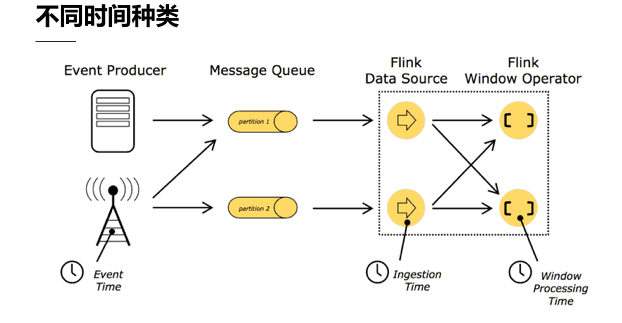 不同时间种类
Event Producer
Message Queue
Flink
Data Source
Flink
Window Operator
partition 1
partition 2
Event
Time
Ingestion
Time
Window
Processing
Time